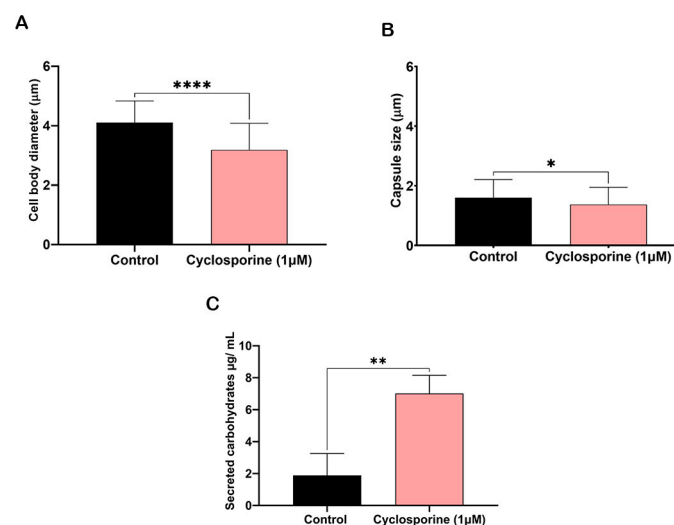 A
Cell body diameter (μm)
6
4
2
0
****
Control
Cyclosporine (1μM)
B
Capsule size (μm)
6
4
2
0
*
Control
Cyclosporine (1μM)
C
Secreted carbohydrates μg/ mL
10
8
6
4
2
0
**
Control
Cyclosporine (1μM)